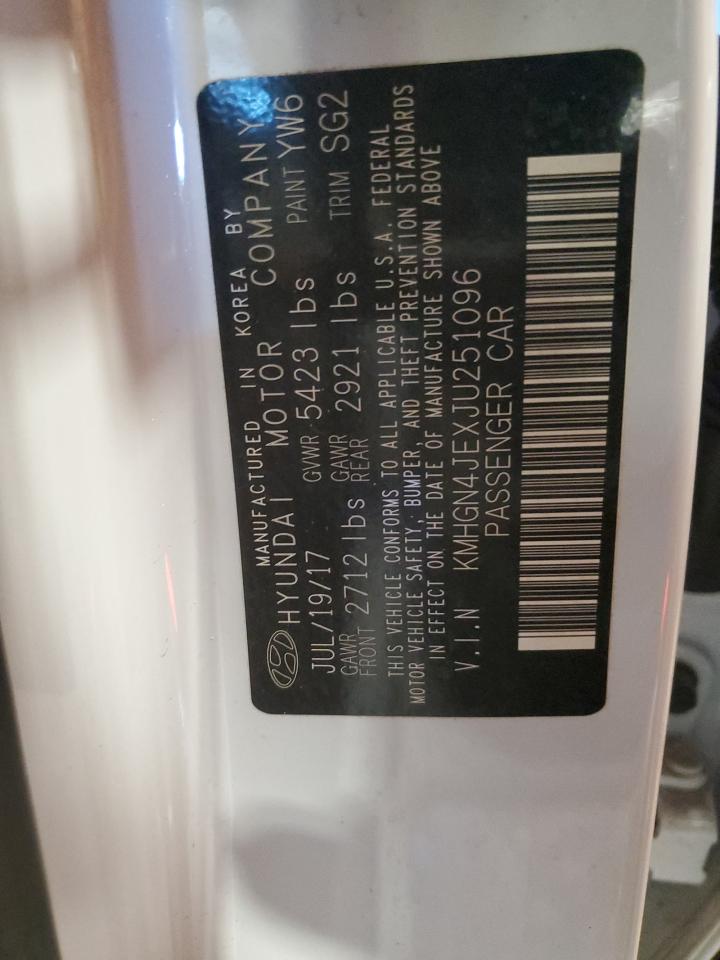 MANUFACTURED IN KOREA BY
HYUNDAI MOTOR COMPANY
JUL/19/17 GVWR 5423 lbs PAINT YW6
GAWR FRONT 2712 lbs GAWR REAR 2921 lbs TRIM SG2
THIS VEHICLE CONFORMS TO ALL APPLICABLE U.S.A. FEDERAL
MOTOR VEHICLE SAFETY, BUMPER, AND THEFT PREVENTION STANDARDS
IN EFFECT ON THE DATE OF MANUFACTURE SHOWN ABOVE
V.I.N KMHGN4JEXJU251096
PASSENGER CAR